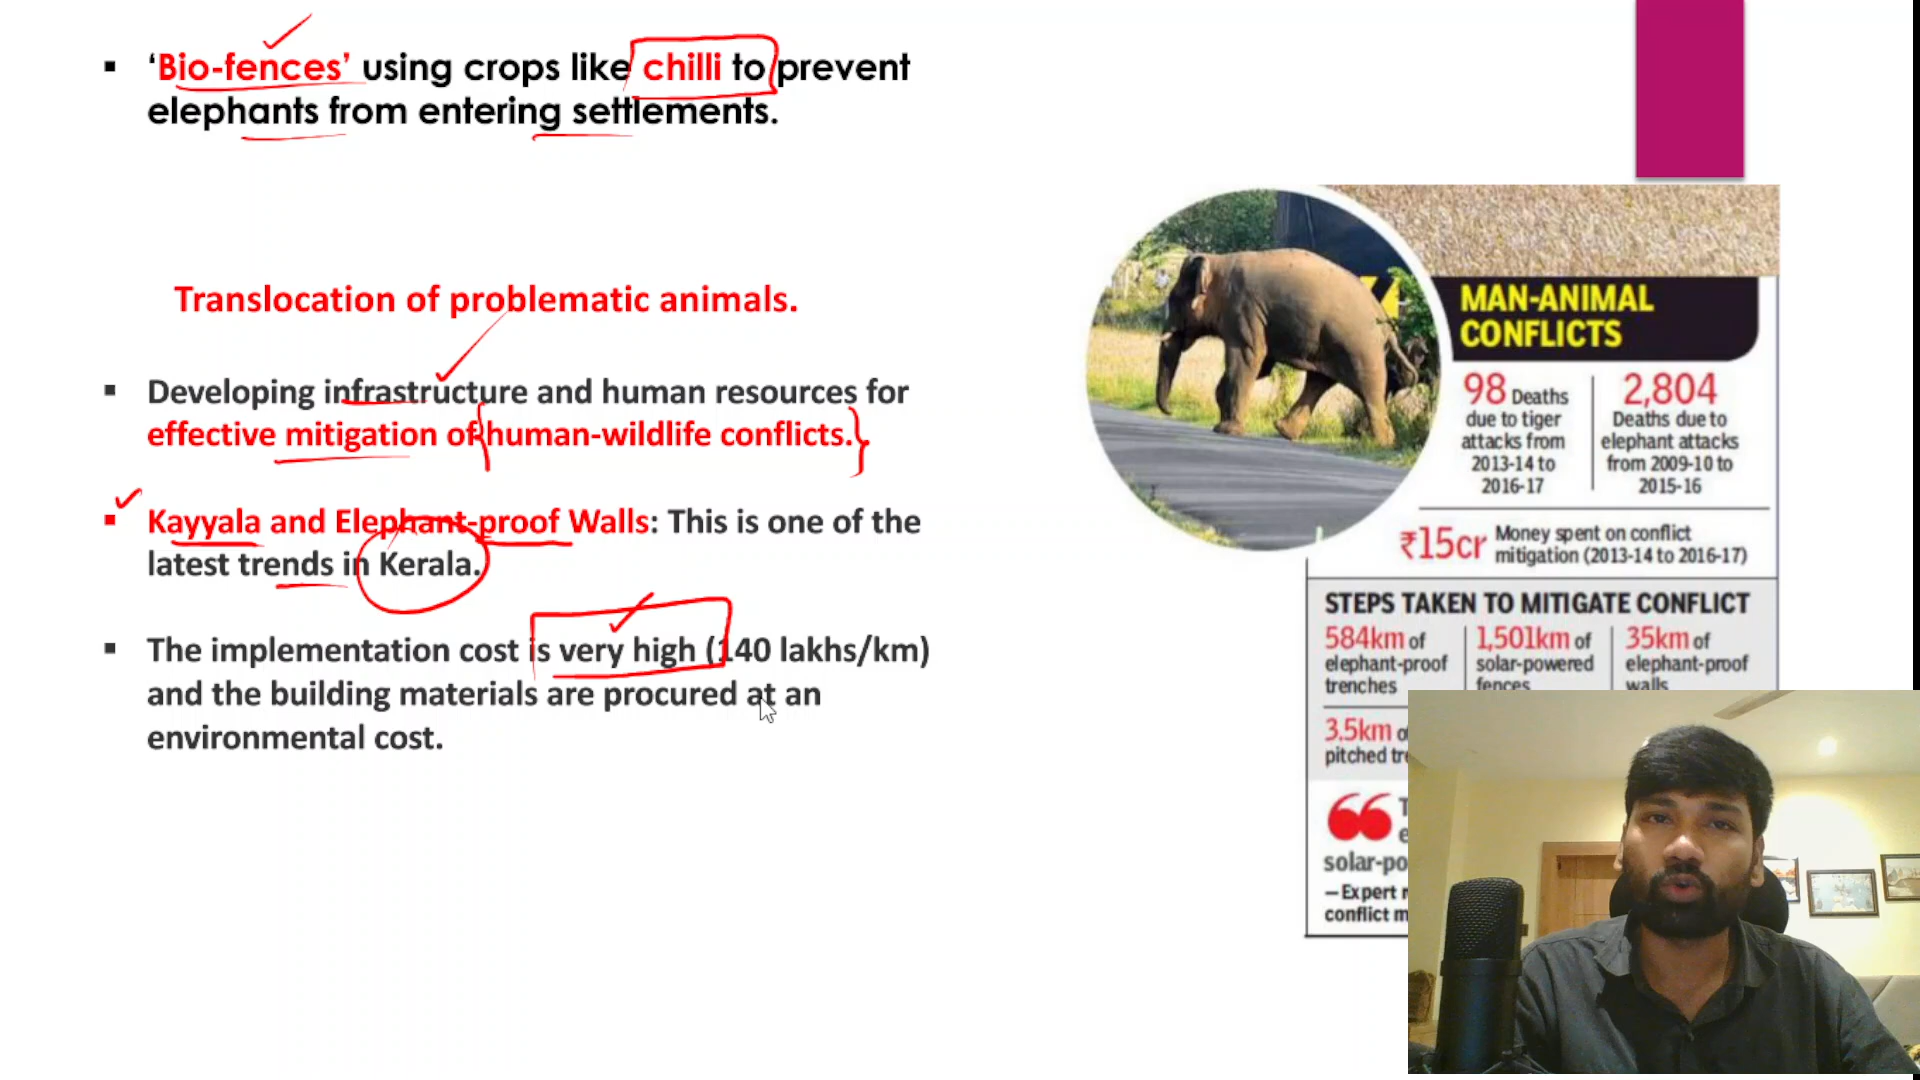 ‘Bio-fences’ using crops like chilli to prevent
elephants from entering settlements.
Translocation of problematic animals.
Developing infrastructure and human resources for
effective mitigation of human-wildlife conflicts.
Kayyala and Elephant-proof Walls: This is one of the
latest trends in Kerala.
The implementation cost is very high (140 lakhs/km)
and the building materials are procured at an
environmental cost.
MAN-ANIMAL
CONFLICTS
98 Deaths
due to tiger
attacks from
2013-14 to
2016-17
2,804
Deaths due to
elephant attacks
from 2009-10 to
2015-16
₹15cr Money spent on conflict
mitigation (2013-14 to 2016-17)
STEPS TAKEN TO MITIGATE CONFLICT
584km of
elephant-proof
trenches
1,501km of
solar-powered
fences
35km of
elephant-proof
walls
3.5km
pitched
solar-po
—Expert
conflict